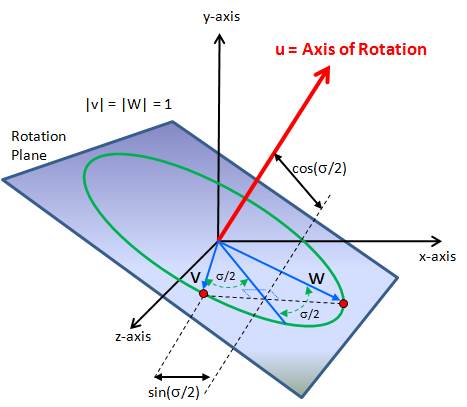 y-axis
u = Axis of Rotation
|v| = |W| = 1
Rotation
Plane
cos(σ/2)
x-axis
V
σ/2
W
σ/2
z-axis
sin(σ/2)